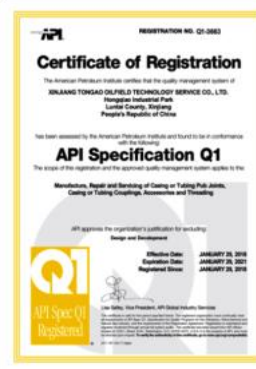 API
REGISTRATION NO. Q1-3983
Certificate of Registration
The American Petroleum Institute certifies that the quality management system of
XINJIANG TONGAO OILFIELD TECHNOLOGY SERVICE CO., LTD.
Hongqiao Industrial Park
Luntai County, Xinjiang
People's Republic of China
has been assessed by the American Petroleum Institute and found to be in conformance
with the following:
API Specification Q1
The scope of this registration and the approved quality management system applies to the:
Manufacture, Repair and Servicing of Casing or Tubing Pup Joints,
Casing or Tubing Couplings, Accessories and Threading
API approves the organization's justification for excluding:
Design and Development
Effective Date: JANUARY 29, 2018
Expiration Date: JANUARY 29, 2021
Registered Since: JANUARY 29, 2018
Vice President, API Global Industry Services
Q1
API Spec Q1
Registered